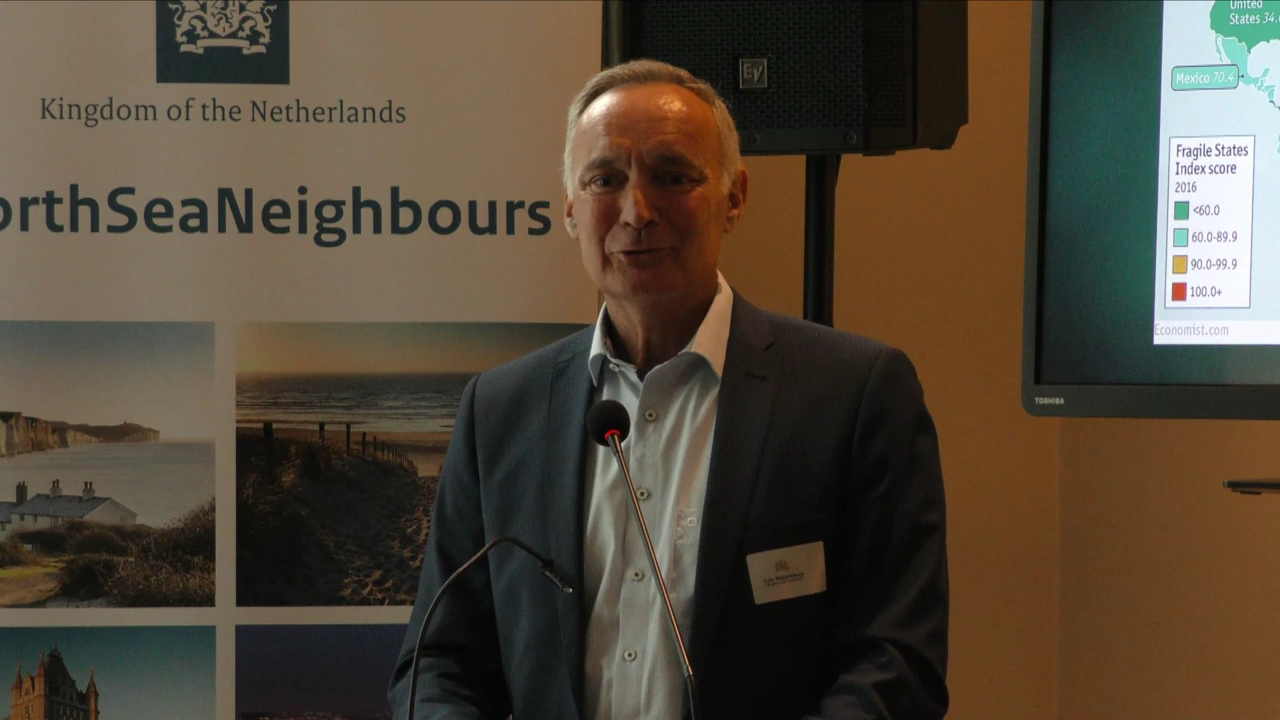 Kingdom of the Netherlands
orthSeaNeighbours
EV
United
States 34.
Mexico 70.4
Fragile States
Index score
2016
<60.0
60.0-89.9
90.0-99.9
100.0+
Economist.com
TOSHIBA